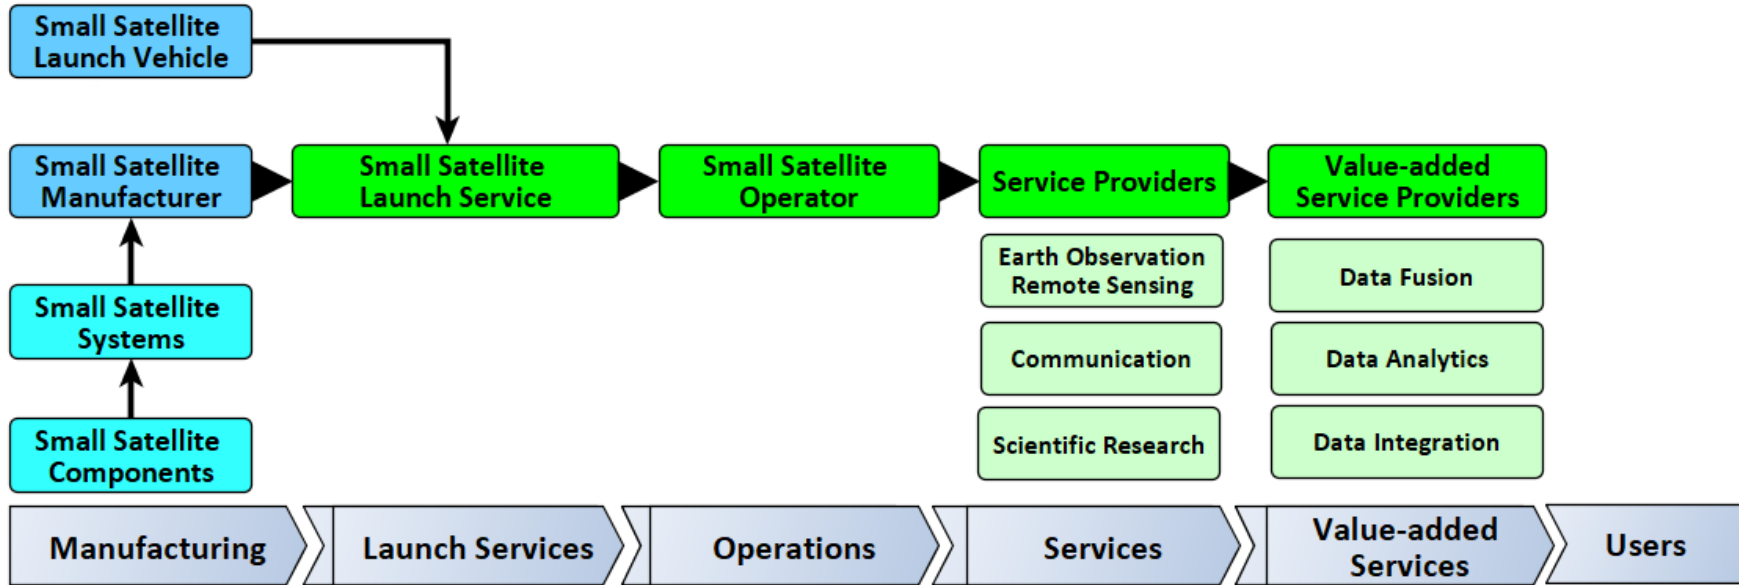 Small Satellite
Launch Vehicle
Small Satellite
Manufacturer
Small Satellite
Launch Service
Small Satellite
Operator
Service Providers
Value-added
Service Providers
Small Satellite
Systems
Small Satellite
Components
Earth Observation
Remote Sensing
Communication
Scientific Research
Data Fusion
Data Analytics
Data Integration
Manufacturing
Launch Services
Operations
Services
Value-added
Services
Users